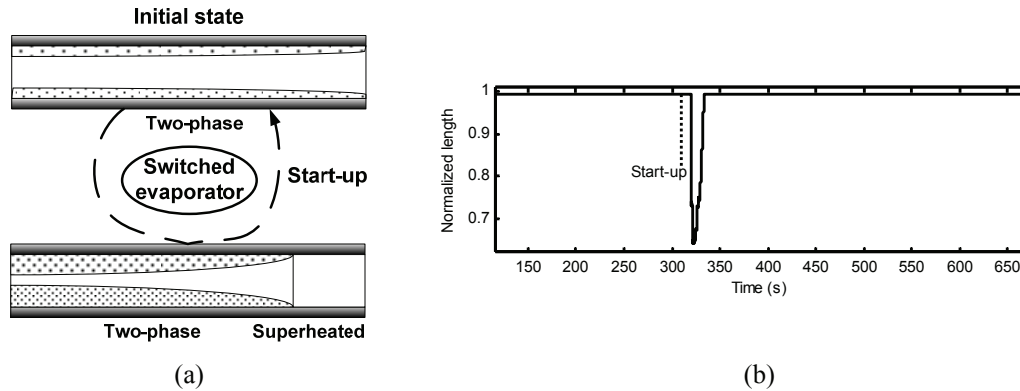 Initial state
Two-phase
Switched
evaporator
Start-up
Two-phase Superheated
(a)
Normalized length
1
0.9
0.8
0.7
Start-up
150 200 250 300 350 400 450 500 550 600 650
Time (s)
(b)